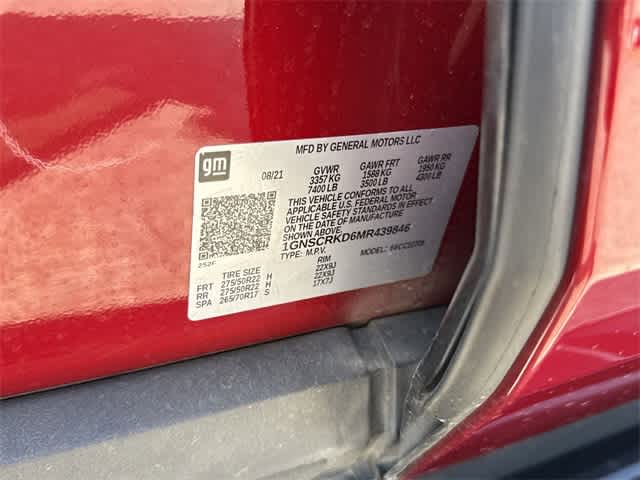 MFD BY GENERAL MOTORS LLC
gm
08/21
GVWR GAWR FRT GAWR RR
3357 KG 1588 KG 1950 KG
7400 LB 3500 LB 4300 LB
THIS VEHICLE CONFORMS TO ALL
APPLICABLE U.S. FEDERAL MOTOR
VEHICLE SAFETY STANDARDS IN EFFECT
ON THE DATE OF MANUFACTURE
1GNSCRKD6MR439846
TYPE: M.P.V. MODEL:
252F
TIRE SIZE RIM
FRT 275/50R22 H 22X9J
RR 275/50R22 H 22X9J
SPA 265/70R17 S 17X7J